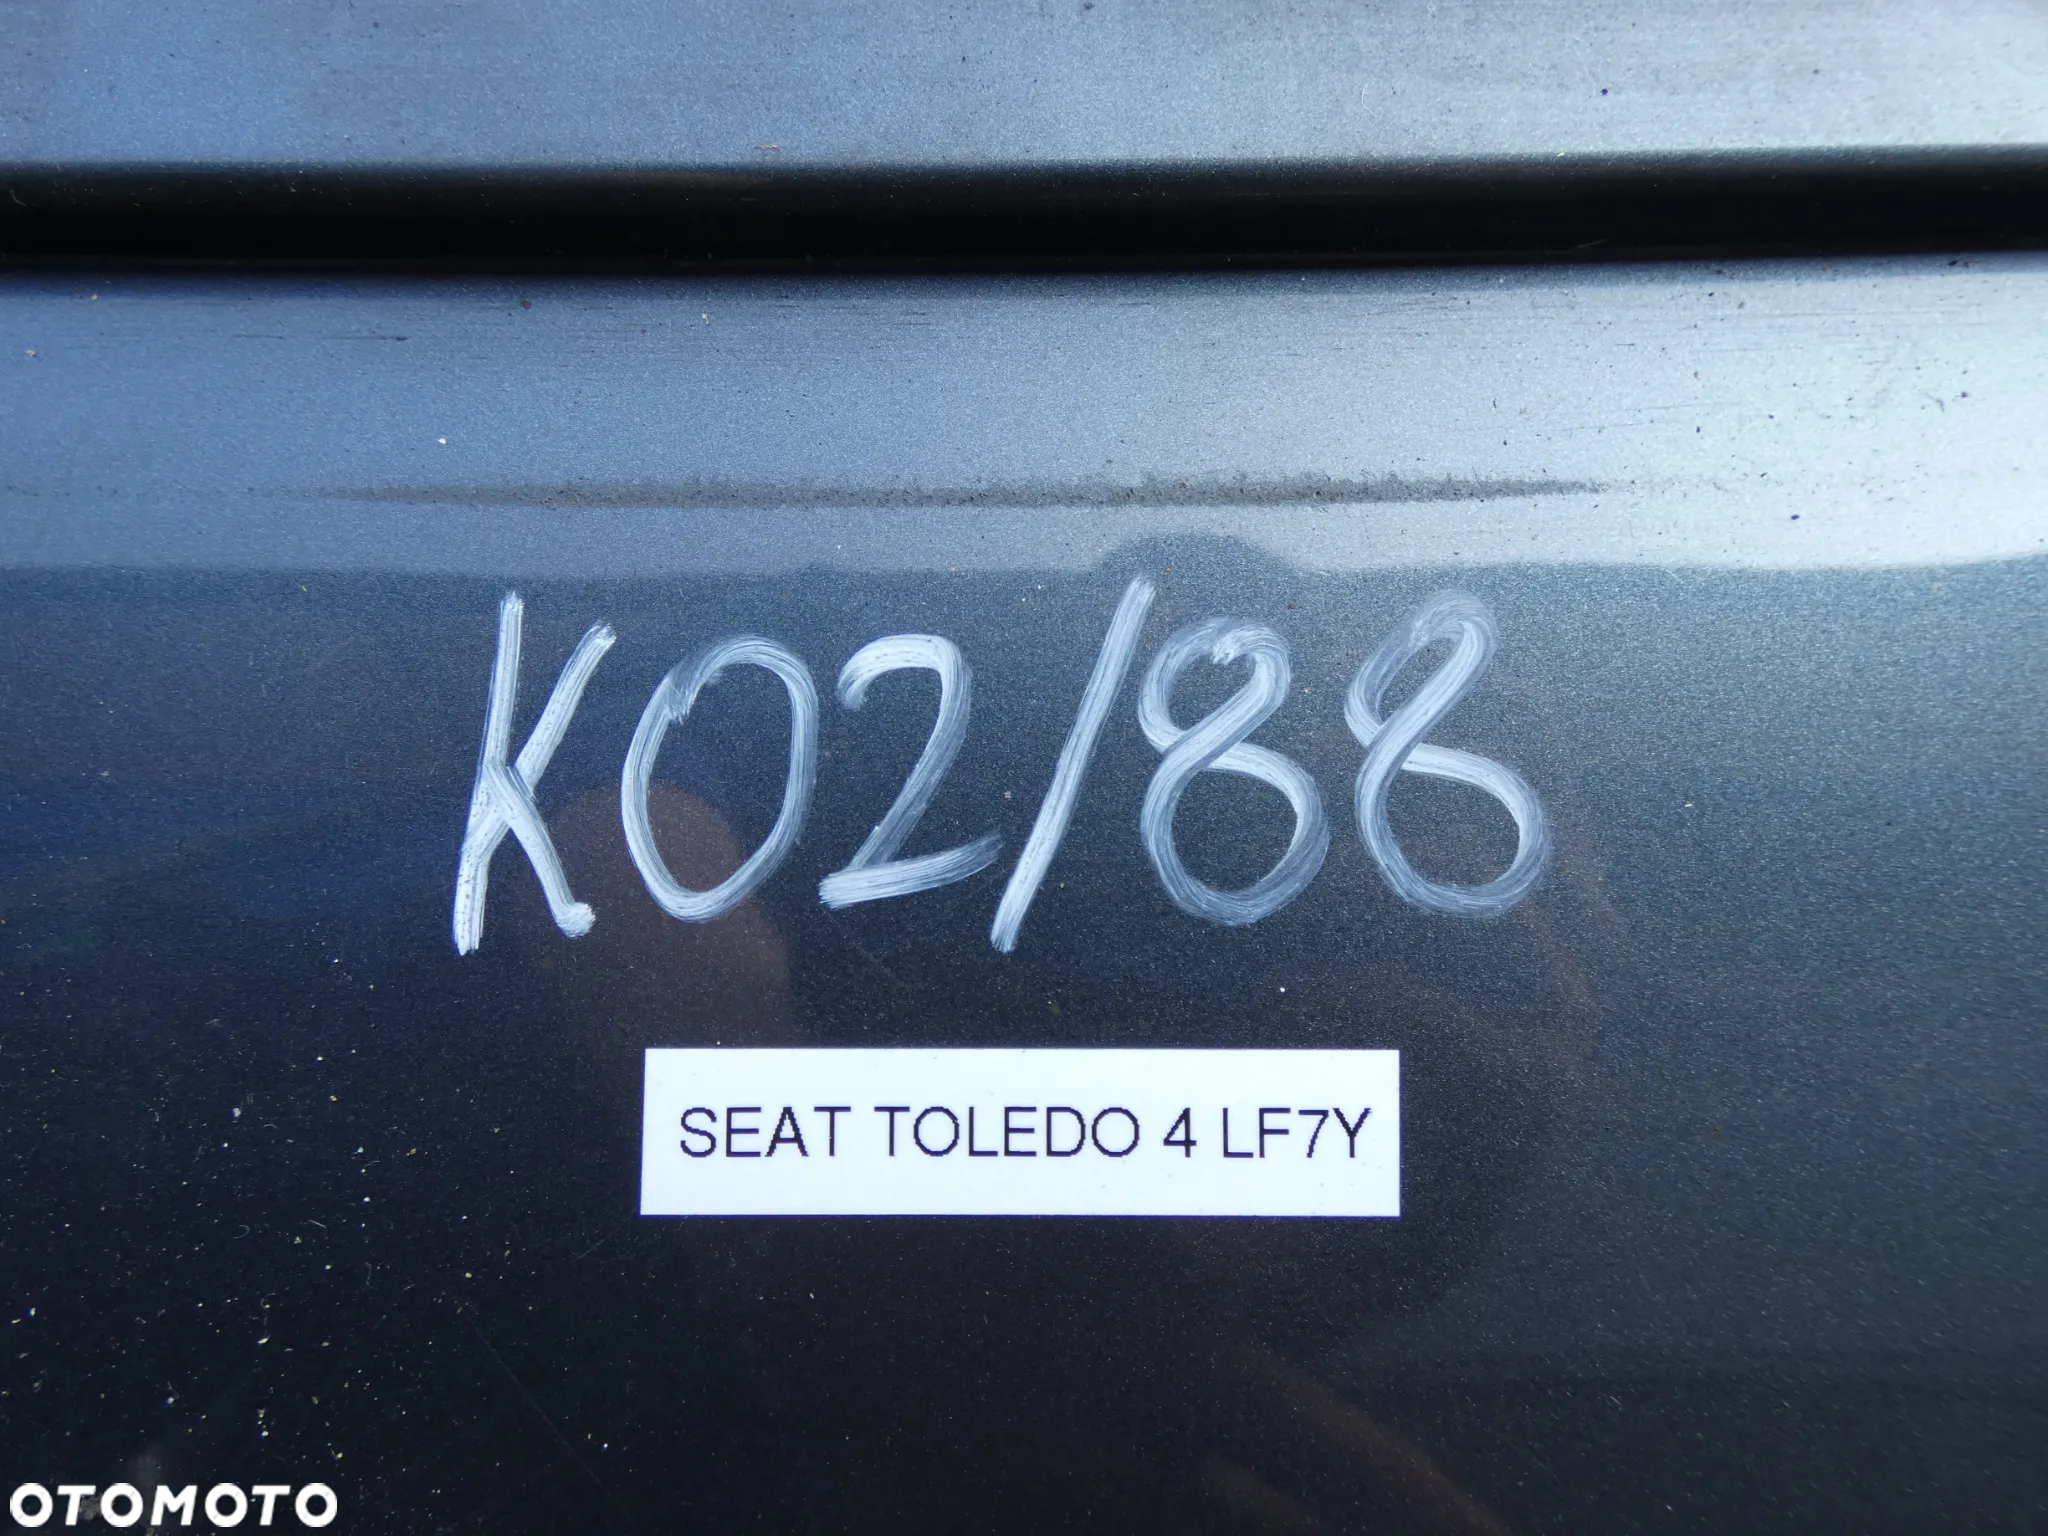 K02/88
SEAT TOLEDO 4 LF7Y
OTOMOTO